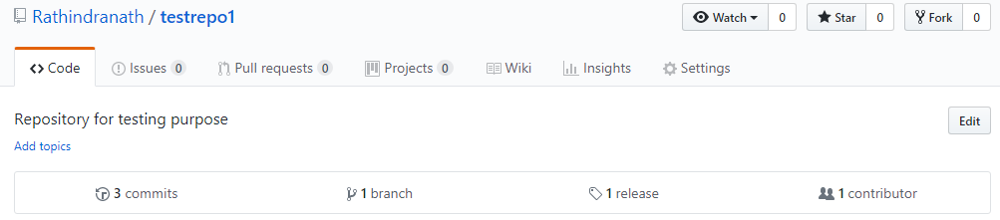 Rathindranath / testrepo1 Watch 0 Star 0 Fork 0
Code Issues 0 Pull requests 0 Projects 0 Wiki Insights Settings
Repository for testing purpose Edit
Add topics
3 commits 1 branch 1 release 1 contributor